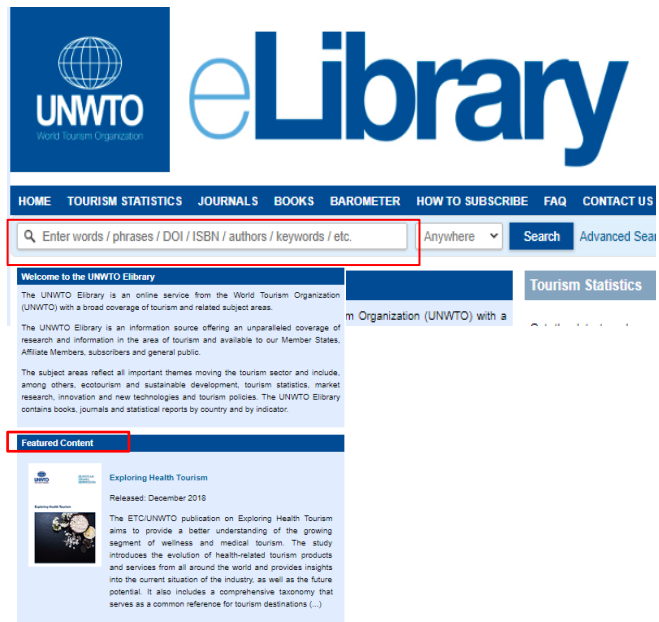 UNWTO
World Tourism Organization
eLibrary
HOME TOURISM STATISTICS JOURNALS BOOKS BAROMETER HOW TO SUBSCRIBE FAQ CONTACT US
Enter words / phrases / DOI / ISBN / authors / keywords / etc. Anywhere Search Advanced Sear
Welcome to the UNWTO Elibrary
The UNWTO Elibrary is an online service from the World Tourism Organization
(UNWTO) with a broad coverage of tourism and related subject areas.
The UNWTO Elibrary is an information source offering an unparalleled coverage of
research and information in the area of tourism and available to our Member States,
Affiliate Members, subscribers and general public.
The subject areas reflect all important themes moving the tourism sector and include,
among others, ecotourism and sustainable development, tourism statistics, market
research, innovation and new technologies and tourism policies. The UNWTO Elibrary
contains books, journals and statistical reports by country and by indicator.
m Organization (UNWTO) with a
Tourism Statistics
Featured Content
UNWTO
Exploring Health Tourism
Exploring Health Tourism
Released: December 2018
The ETC/UNWTO publication on Exploring Health Tourism
aims to provide a better understanding of the growing
segment of wellness and medical tourism. The study
introduces the evolution of health-related tourism products
and services from all around the world and provides insights
into the current situation of the industry, as well as the future
potential. It also includes a comprehensive taxonomy that
serves as a common reference for tourism destinations (...)